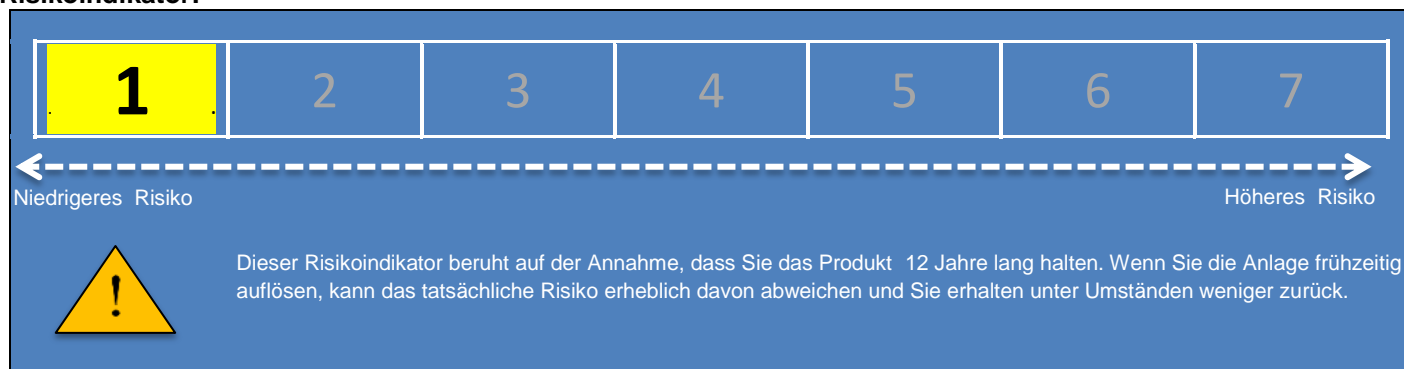 Risikoindikator:
. 1 .
2
3
4
5
6
7
Niedrigeres Risiko
Höheres Risiko
!
Dieser Risikoindikator beruht auf der Annahme, dass Sie das Produkt 12 Jahre lang halten. Wenn Sie die Anlage frühzeitig
auflösen, kann das tatsächliche Risiko erheblich davon abweichen und Sie erhalten unter Umständen weniger zurück.